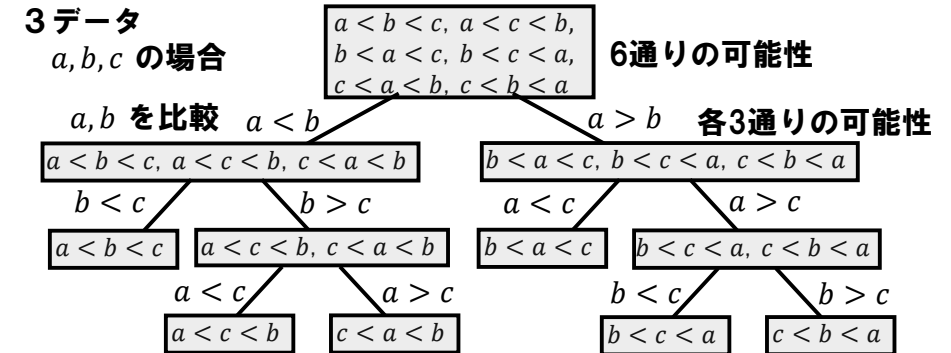 3データ
a, b, c の場合
a < b < c, a < c < b,
b < a < c, b < c < a,
c < a < b, c < b < a
6通りの可能性
a, b を比較
a < b
a > b
各3通りの可能性
a < b < c, a < c < b, c < a < b
b < a < c, b < c < a, c < b < a
b < c
b > c
a < c
a > c
a < b < c
a < c < b, c < a < b
b < a < c
b < c < a, c < b < a
a < c
a > c
b < c
b > c
a < c < b
c < a < b
b < c < a
c < b < a